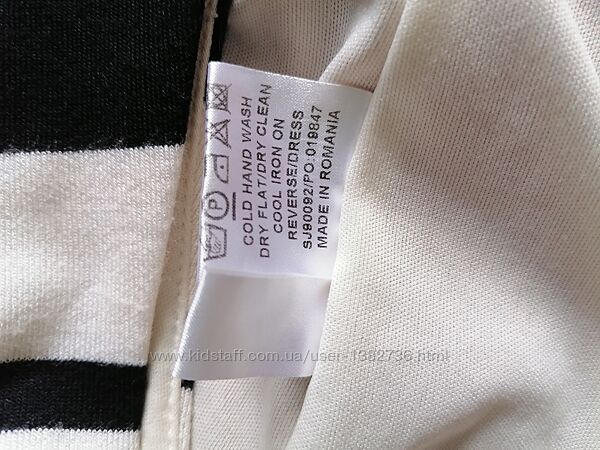 P
COLD HAND WASH
DRY FLAT/DRY CLEAN
COOL IRON ON
REVERSE/DRESS
SJ90092/PO:019847
MADE IN ROMANIA
www.kidstaff.com.ua/user-1382736.html